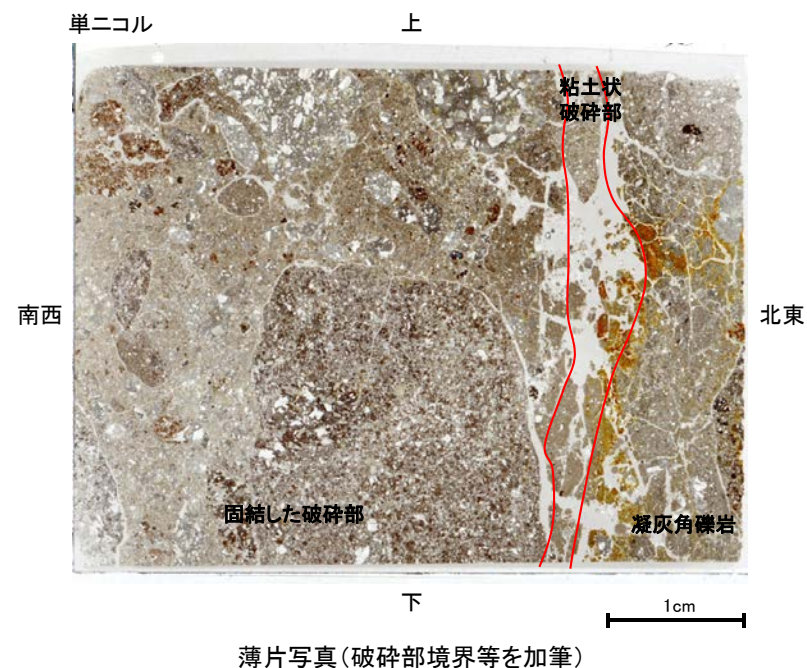 単ニコル
上
粘土状
破砕部
南西
北東
固結した破砕部
凝灰角礫岩
下
1cm
薄片写真(破砕部境界等を加筆)